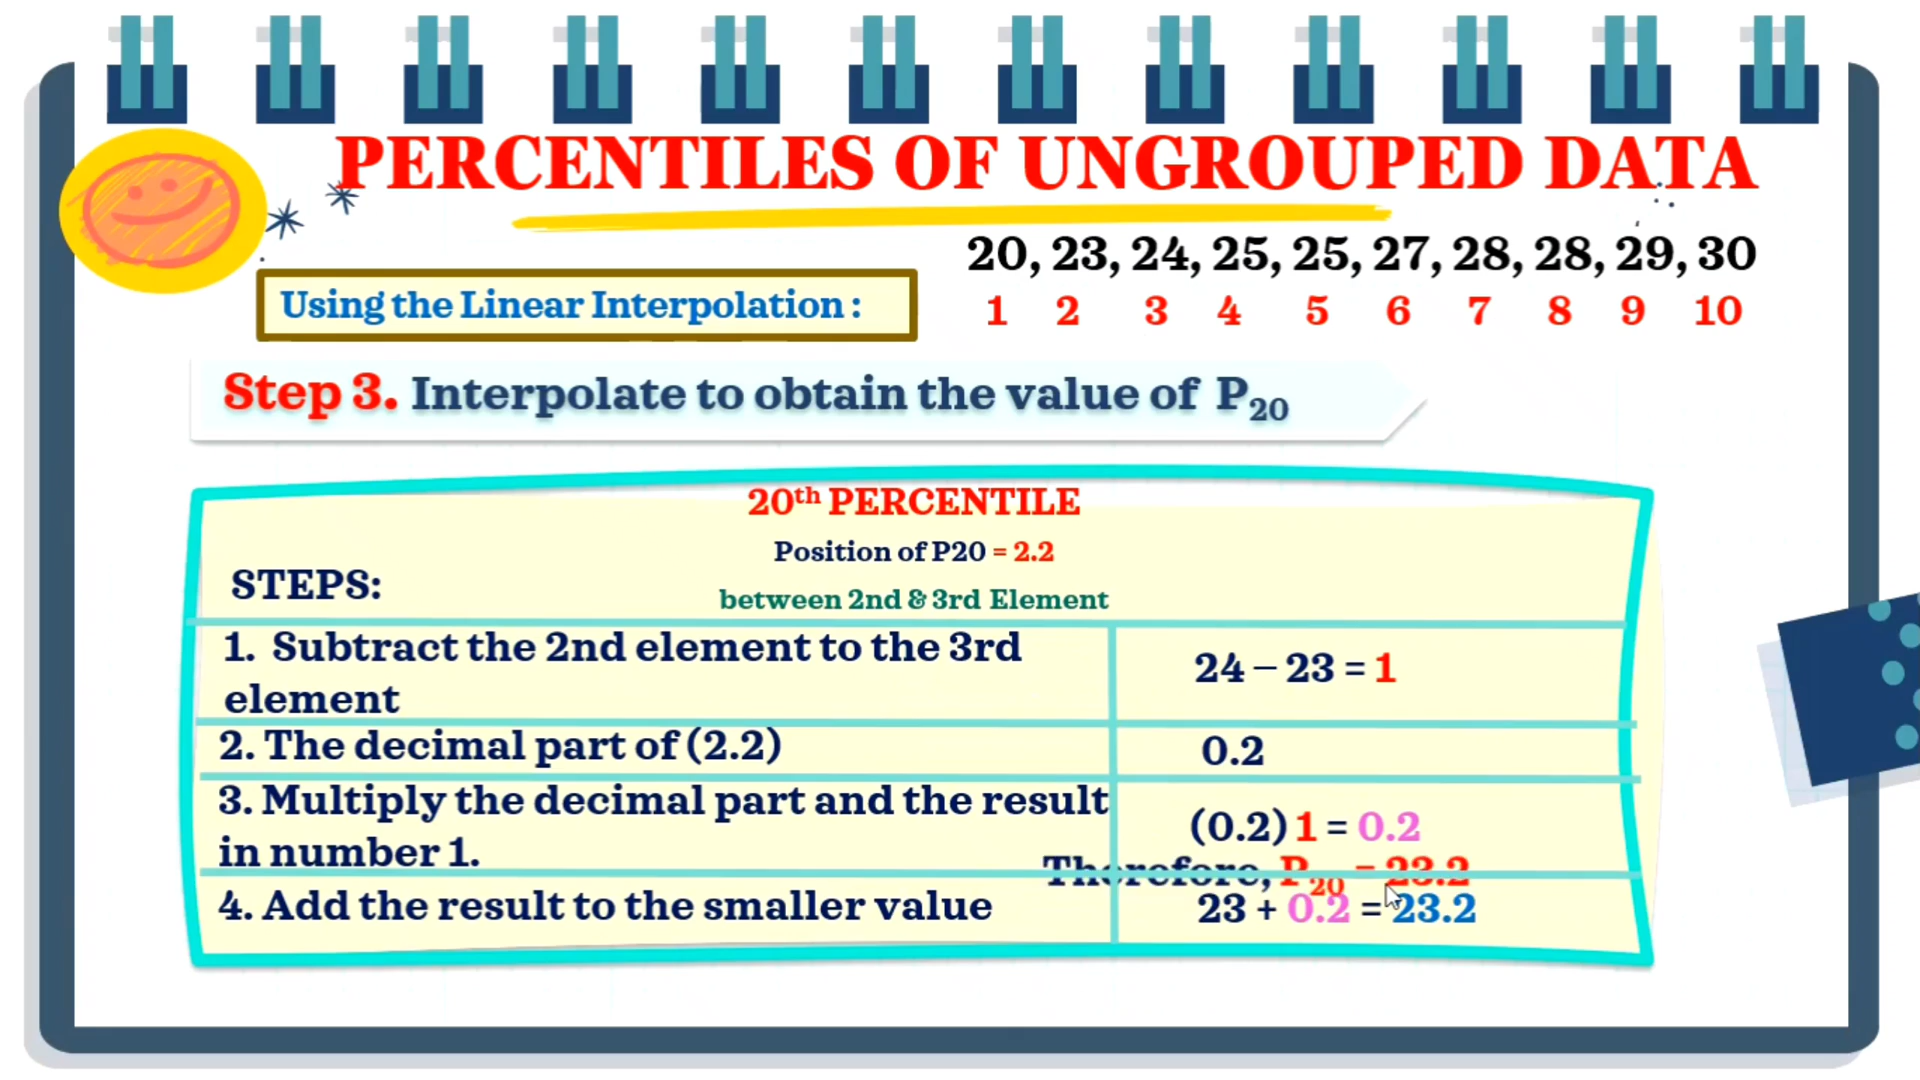 PERCENTILES OF UNGROUPED DATA
20, 23, 24, 25, 25, 27, 28, 28, 29, 30
Using the Linear Interpolation :
1 2 3 4 5 6 7 8 9 10
Step 3. Interpolate to obtain the value of P20
20th PERCENTILE
Position of P20 = 2.2
STEPS:
between 2nd & 3rd Element
1. Subtract the 2nd element to the 3rd
element
24 – 23 = 1
2. The decimal part of (2.2)
0.2
3. Multiply the decimal part and the result
in number 1.
(0.2) 1 = 0.2
Therefore, P20 = 23.2
4. Add the result to the smaller value
23 + 0.2 = 23.2